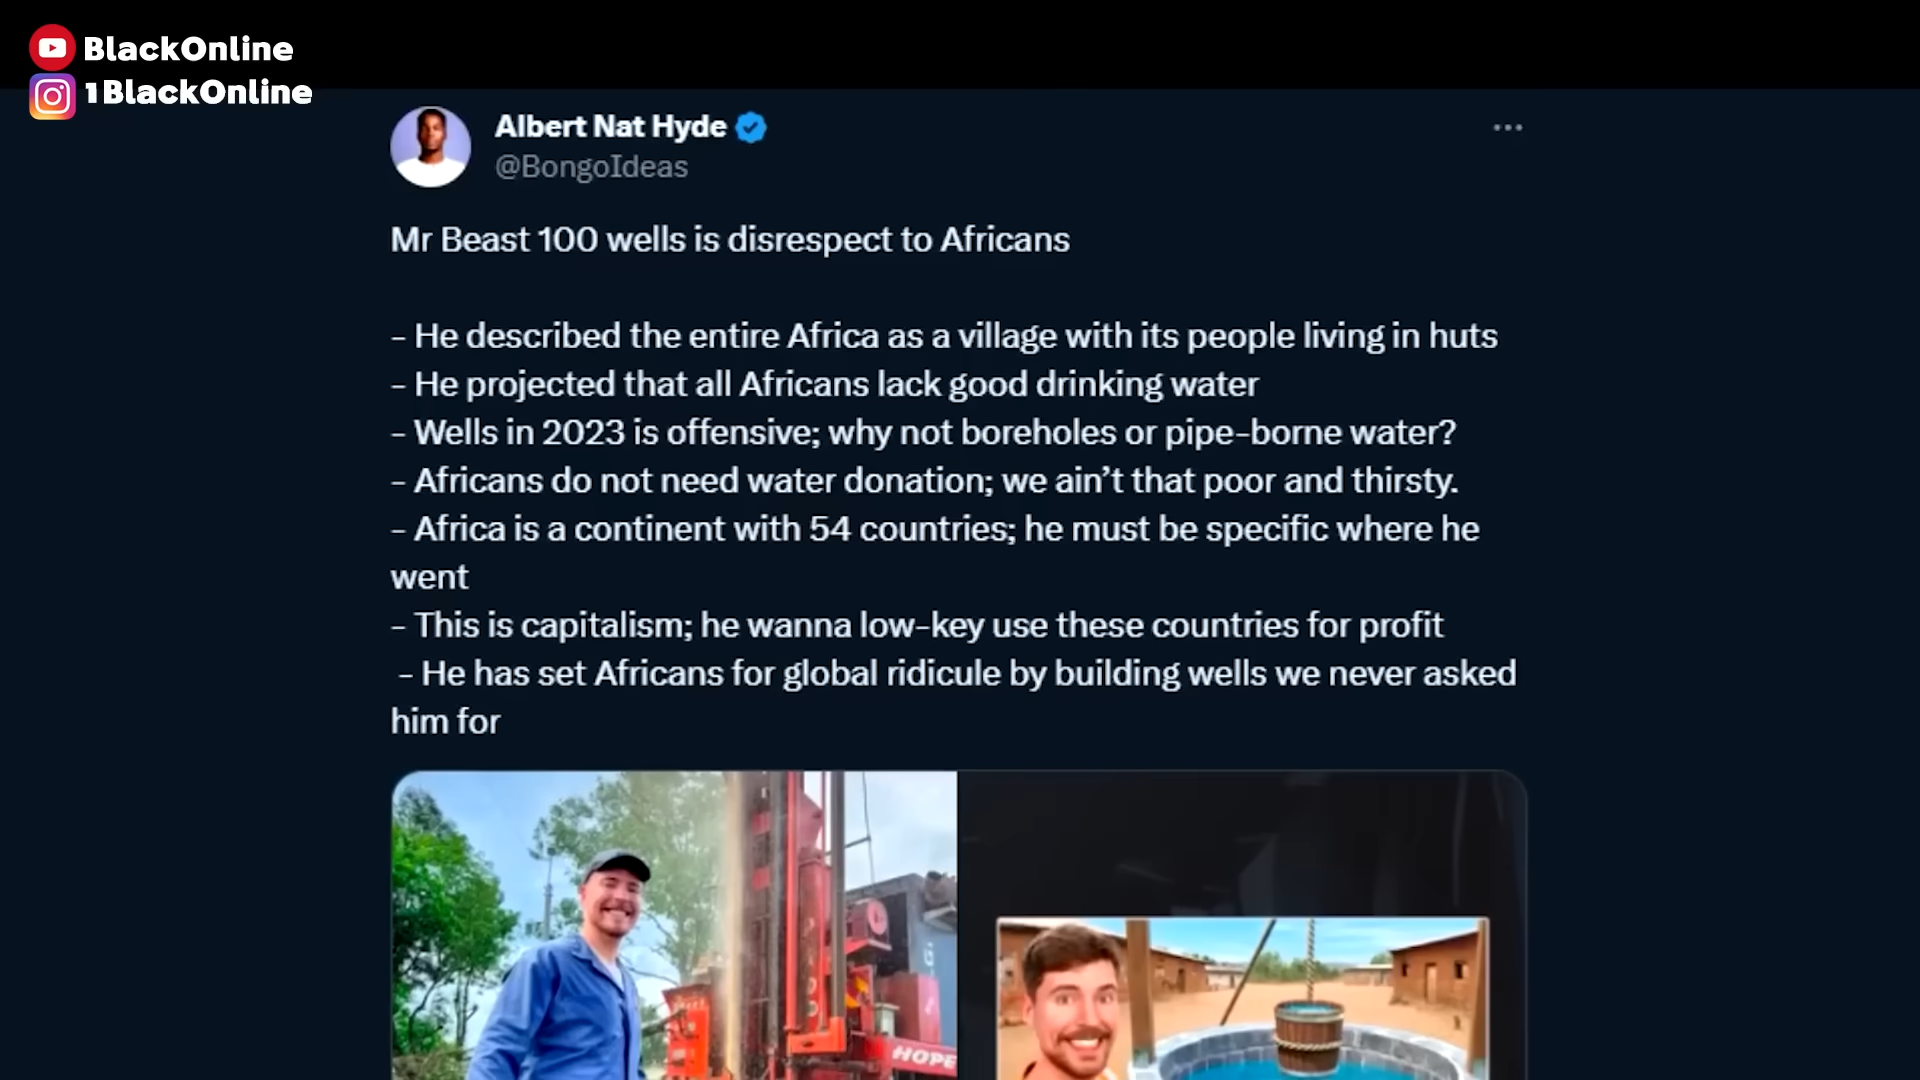 BlackOnline
1BlackOnline
Albert Nat Hyde
@BongoIdeas
Mr Beast 100 wells is disrespect to Africans
- He described the entire Africa as a village with its people living in huts
- He projected that all Africans lack good drinking water
- Wells in 2023 is offensive; why not boreholes or pipe-borne water?
- Africans do not need water donation; we ain’t that poor and thirsty.
- Africa is a continent with 54 countries; he must be specific where he
went
- This is capitalism; he wanna low-key use these countries for profit
- He has set Africans for global ridicule by building wells we never asked
him for
HOPE